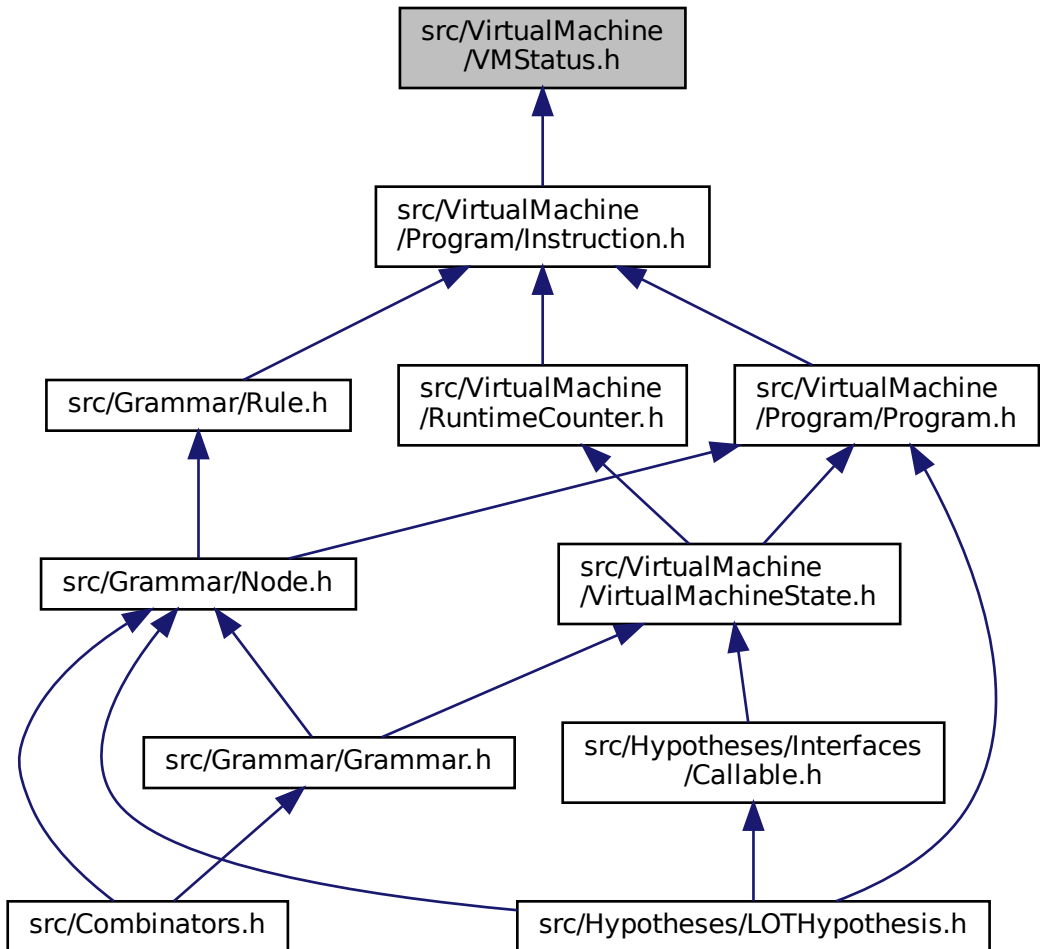 src/VirtualMachine
/VMStatus.h
src/VirtualMachine
/Program/Instruction.h
src/Grammar/Rule.h
src/VirtualMachine
/RuntimeCounter.h
src/VirtualMachine
/Program/Program.h
src/Grammar/Node.h
src/VirtualMachine
/VirtualMachineState.h
src/Grammar/Grammar.h
src/Hypotheses/Interfaces
/Callable.h
src/Combinators.h
src/Hypotheses/LOTHypothesis.h